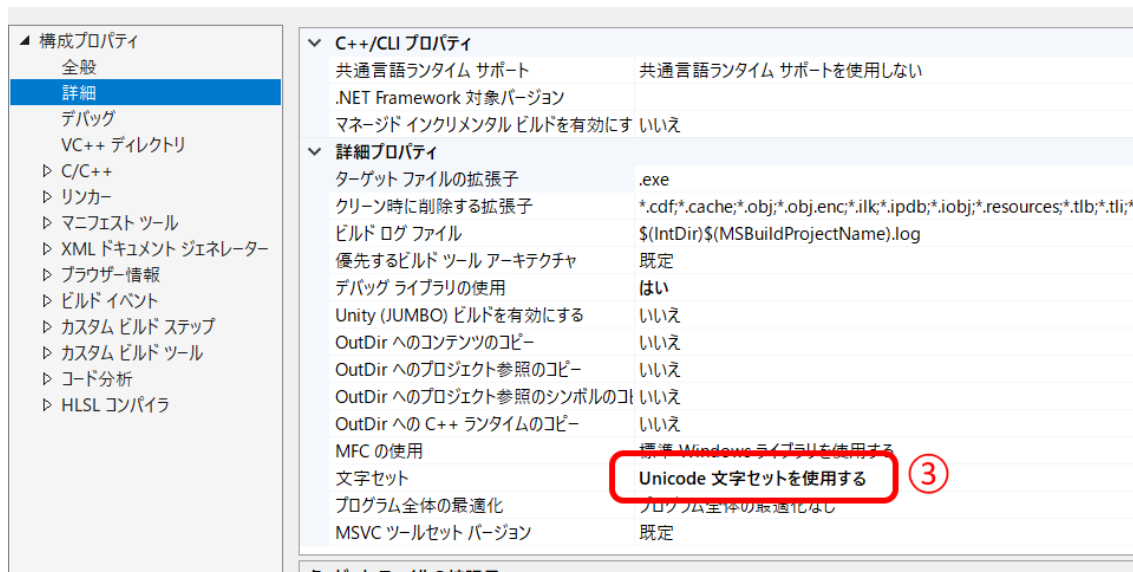 構成プロパティ
全般
詳細
デバッグ
VC++ ディレクトリ
C/C++
リンカー
マニフェスト ツール
XML ドキュメント ジェネレーター
ブラウザー情報
ビルド イベント
カスタム ビルド ステップ
カスタム ビルド ツール
コード分析
HLSL コンパイラ
C++/CLI プロパティ
共通言語ランタイム サポート 共通言語ランタイム サポートを使用しない
.NET Framework 対象バージョン
マネージド インクリメンタル ビルドを有効にす いいえ
詳細プロパティ
ターゲット ファイルの拡張子 .exe
クリーン時に削除する拡張子 *.cdf;*.cache;*.obj;*.obj.enc;*.ilk;*.ipdb;*.iobj;*.resources;*.tlb;*.tli;*
ビルド ログ ファイル $(IntDir)$(MSBuildProjectName).log
優先するビルド ツール アーキテクチャ 既定
デバッグ ライブラリの使用 はい
Unity (JUMBO) ビルドを有効にする いいえ
OutDir へのコンテンツのコピー いいえ
OutDir へのプロジェクト参照のコピー いいえ
OutDir へのプロジェクト参照のシンボルのコ いいえ
OutDir への C++ ランタイムのコピー いいえ
MFC の使用 標準 Windows ライブラリを使用する
文字セット Unicode 文字セットを使用する ③
プログラム全体の最適化 プログラム全体の最適化なし
MSVC ツールセット バージョン 既定